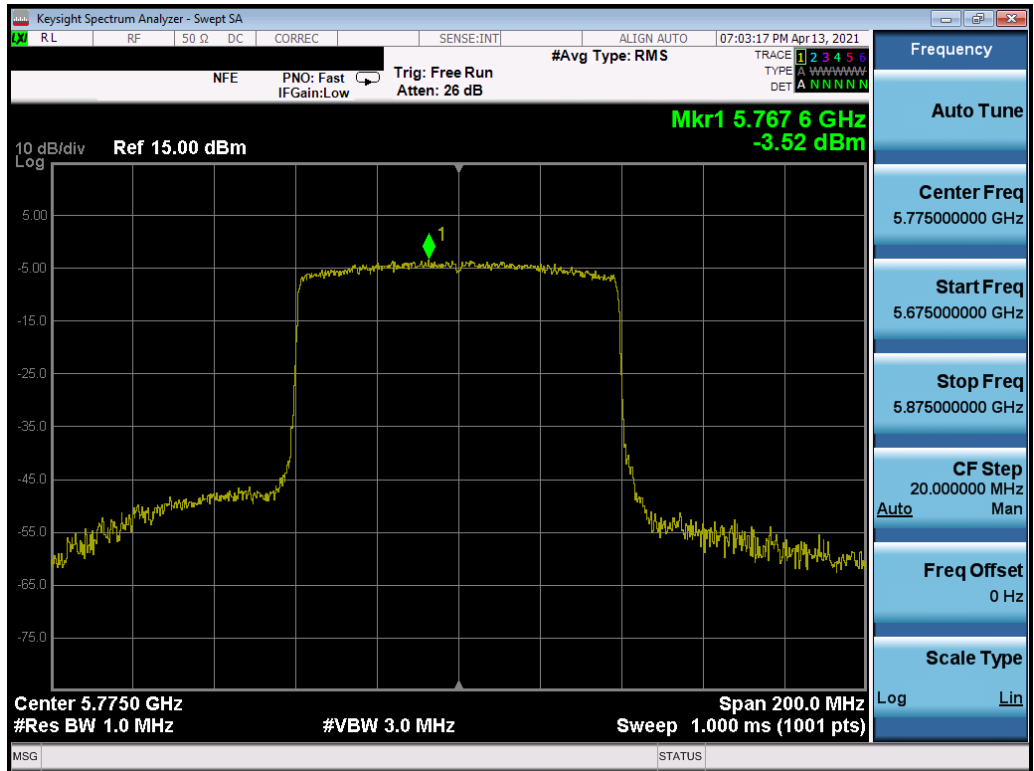 Keysight Spectrum Analyzer - Swept SA
LXI RL RF 50 Ω DC CORREC SENSE:INT ALIGN AUTO 07:03:17 PM Apr 13, 2021
#Avg Type: RMS TRACE 1 2 3 4 5 6
NFE PNO: Fast Trig: Free Run TYPE A WWWWW
IFGain:Low Atten: 26 dB DET A N N N N N
Mkr1 5.767 6 GHz
-3.52 dBm
10 dB/div Ref 15.00 dBm
Log
1
5.00
-5.00
-15.0
-25.0
-35.0
-45.0
-55.0
-65.0
-75.0
Center 5.7750 GHz Span 200.0 MHz
#Res BW 1.0 MHz #VBW 3.0 MHz Sweep 1.000 ms (1001 pts)
MSG STATUS
Frequency
Auto Tune
Center Freq
5.775000000 GHz
Start Freq
5.675000000 GHz
Stop Freq
5.875000000 GHz
CF Step
20.000000 MHz
Auto Man
Freq Offset
0 Hz
Scale Type
Log Lin